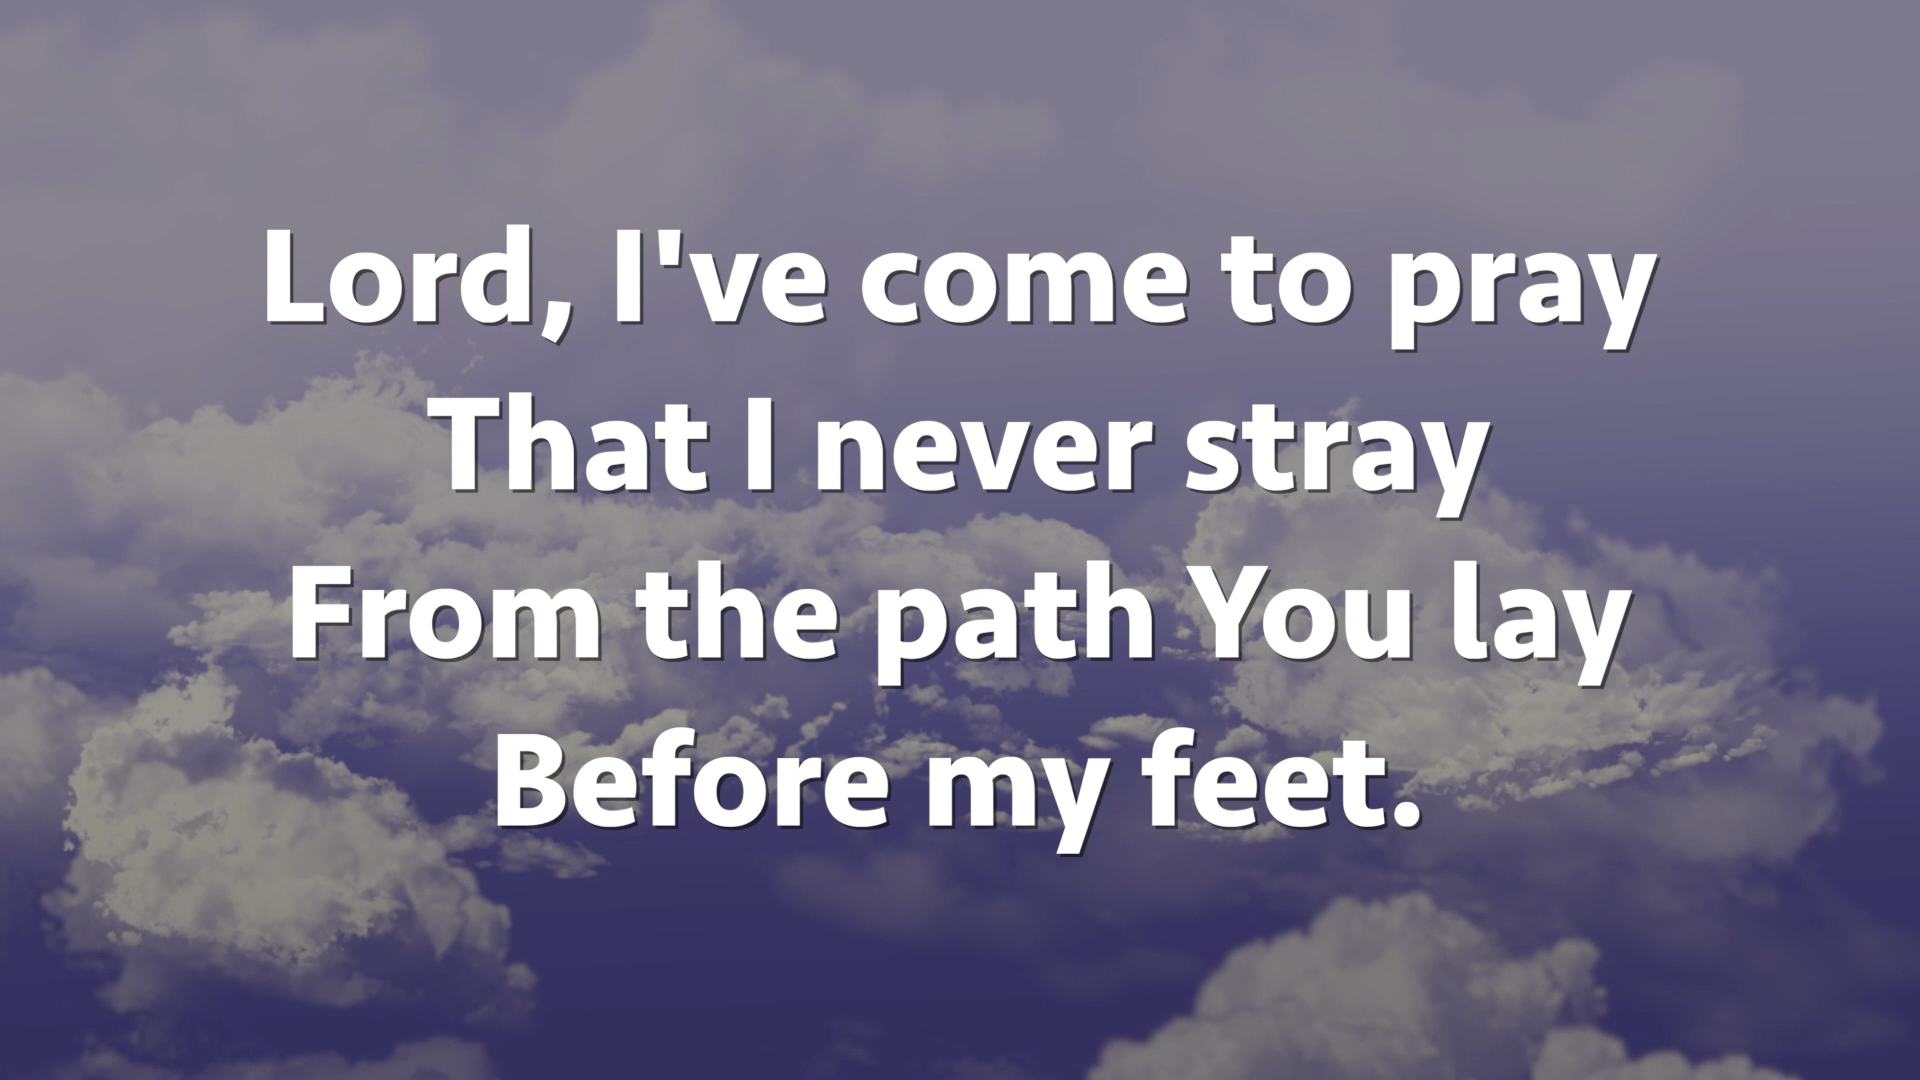 Lord, I've come to pray
That I never stray
From the path You lay
Before my feet.